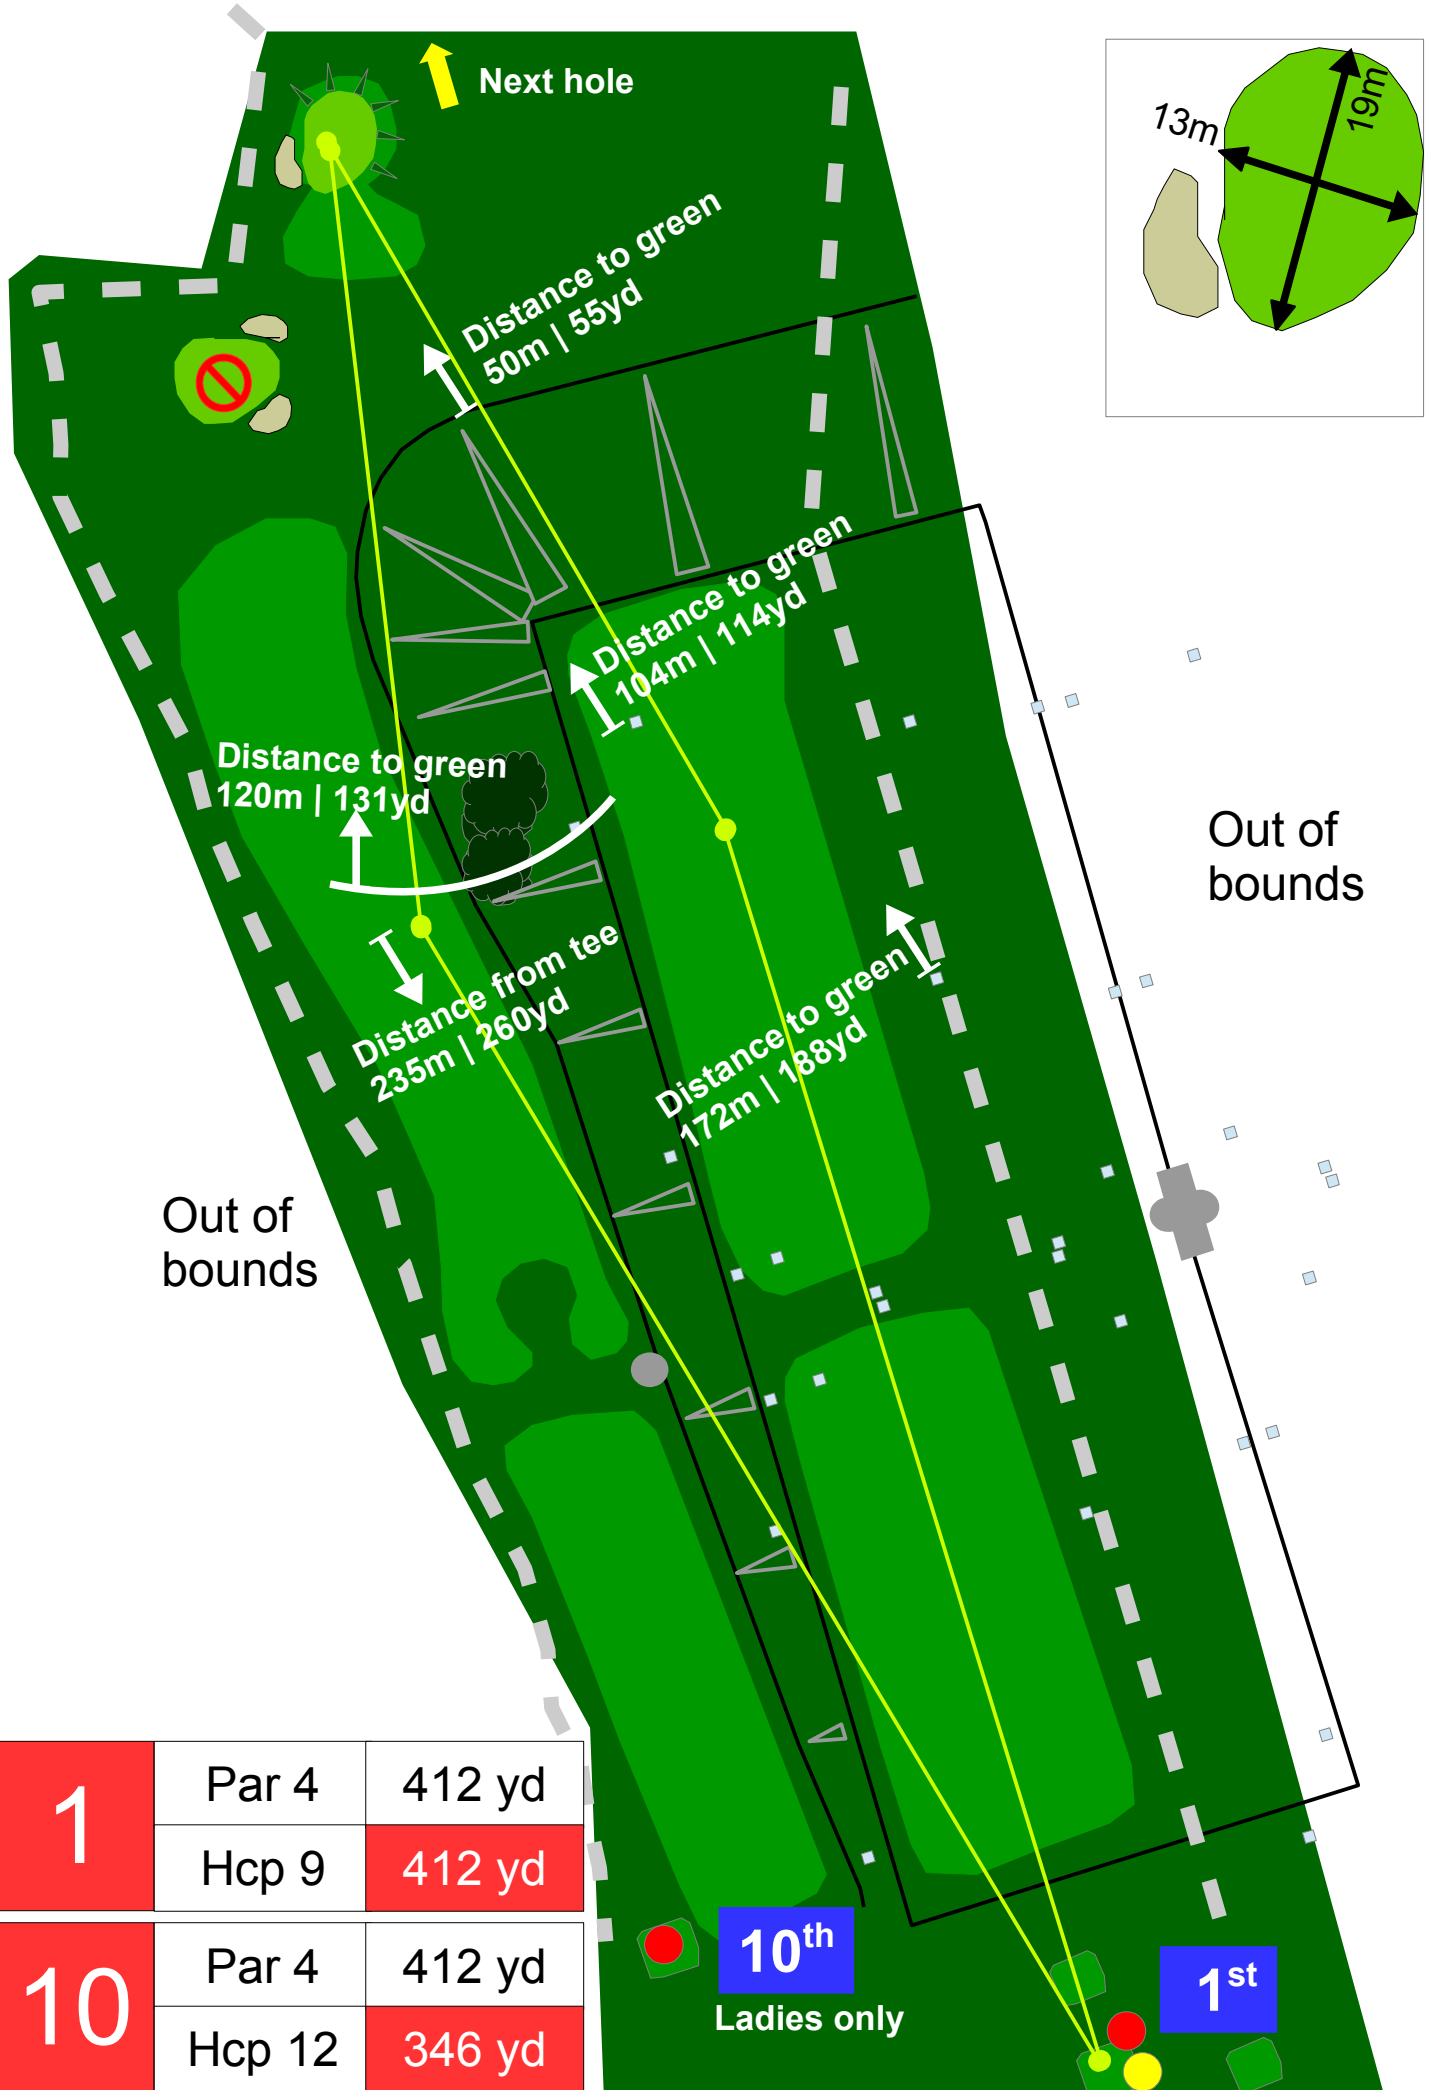 Next hole
13m
19m
Distance to green
50m | 55yd
Distance to green
104m | 114yd
Distance to green
120m | 131yd
Out of
bounds
Distance from tee
235m | 260yd
Distance to green
172m | 188yd
Out of
bounds
1
Par 4
412 yd
Hcp 9
412 yd
10
Par 4
412 yd
Hcp 12
346 yd
10th
Ladies only
1st